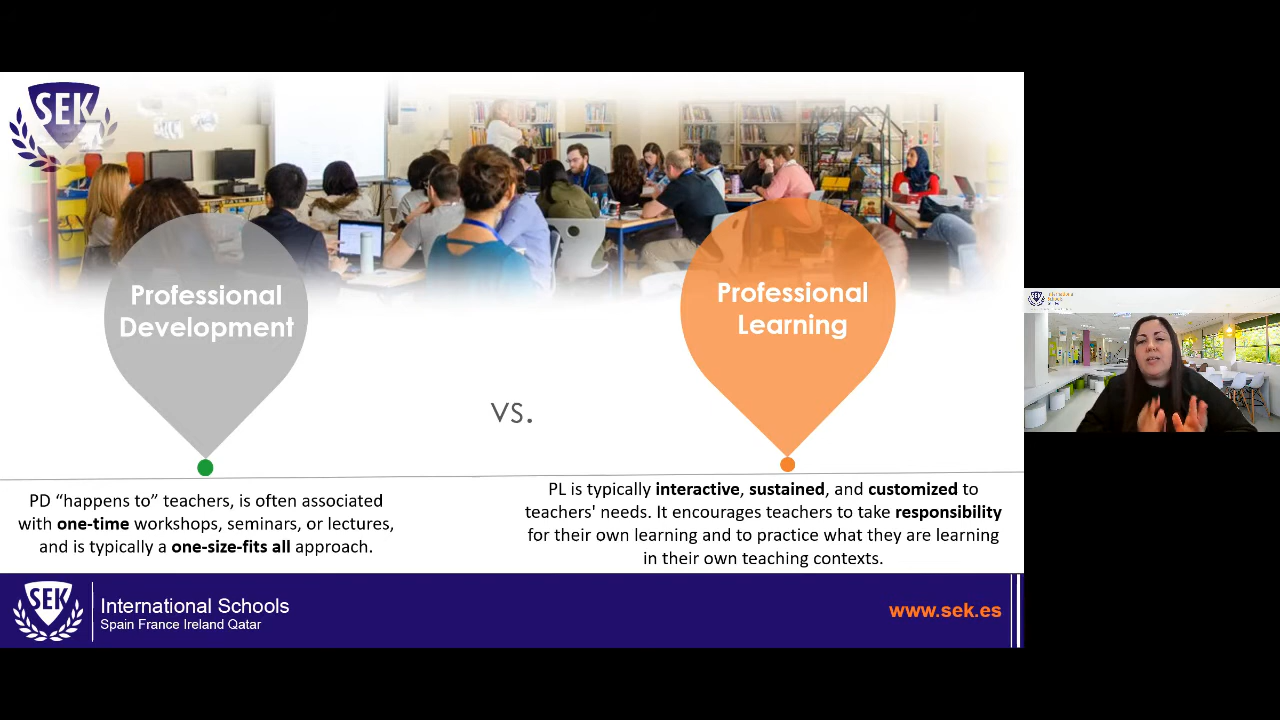 SEK
Professional
Development
Professional
Learning
vs.
PD “happens to” teachers, is often associated
with one-time workshops, seminars, or lectures,
and is typically a one-size-fits all approach.
PL is typically interactive, sustained, and customized to
teachers' needs. It encourages teachers to take responsibility
for their own learning and to practice what they are learning
in their own teaching contexts.
SEK
International Schools
Spain France Ireland Qatar
www.sek.es